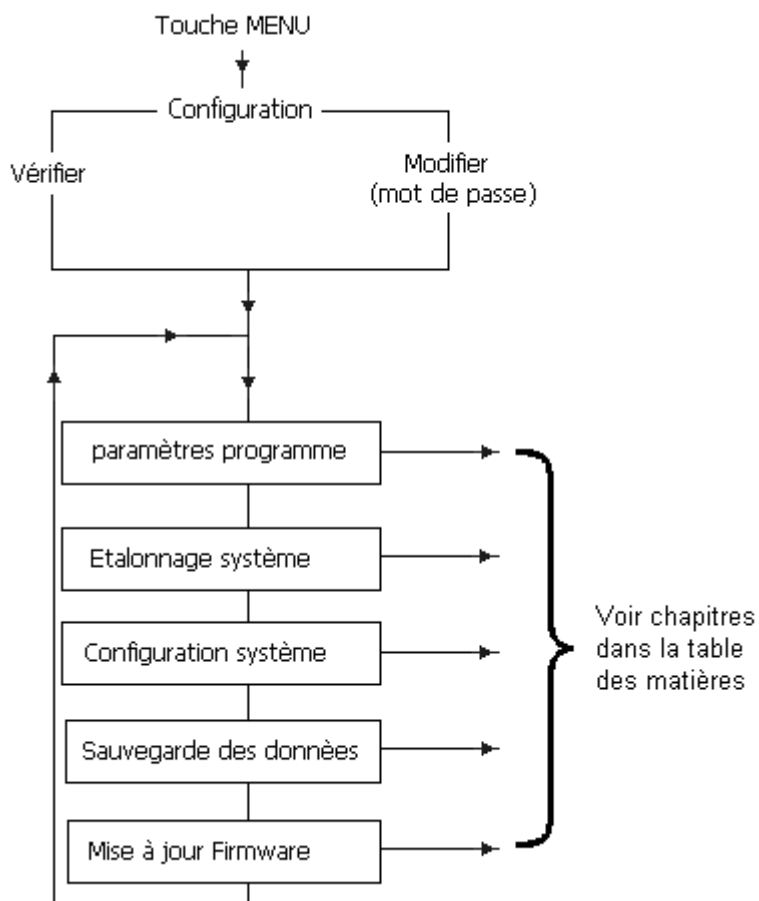 Touche MENU
Configuration
Vérifier
Modifier
(mot de passe)
paramètres programme
Etalonnage système
Configuration système
Sauvegarde des donnèes
Mise à jour Firmware
Voir chapitres
dans la table
des matières